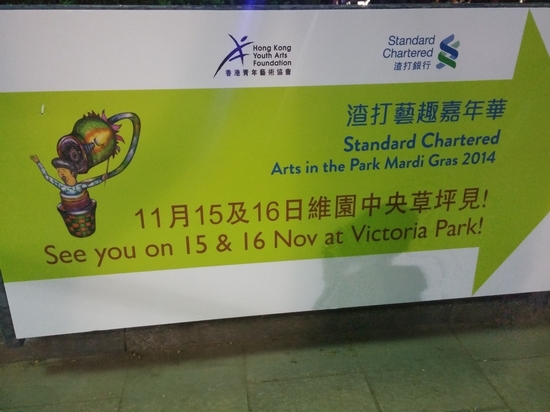 Hong Kong
Youth Arts
Foundation
香港青年藝術協會
Standard
Chartered
渣打銀行
渣打藝趣嘉年華
Standard Chartered
Arts in the Park Mardi Gras 2014
11月15及16日維園中央草坪見!
See you on 15 & 16 Nov at Victoria Park!